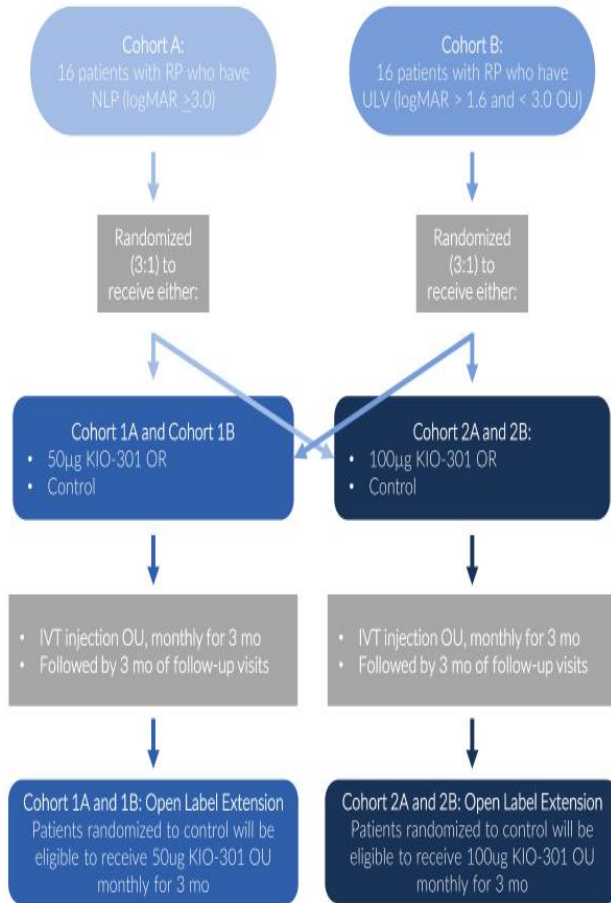 Cohort A:
16 patients with RP who have
NLP (logMAR ≥3.0)
Cohort B:
16 patients with RP who have
ULV (logMAR > 1.6 and < 3.0 OU)
Randomized
(3:1) to
receive either:
Randomized
(3:1) to
receive either:
Cohort 1A and Cohort 1B
• 50µg KIO-301 OR
• Control
Cohort 2A and 2B:
• 100µg KIO-301 OR
• Control
• IVT injection OU, monthly for 3 mo
• Followed by 3 mo of follow-up visits
• IVT injection OU, monthly for 3 mo
• Followed by 3 mo of follow-up visits
Cohort 1A and 1B: Open Label Extension
Patients randomized to control will be
eligible to receive 50ug KIO-301 OU
monthly for 3 mo
Cohort 2A and 2B: Open Label Extension
Patients randomized to control will be
eligible to receive 100ug KIO-301 OU
monthly for 3 mo